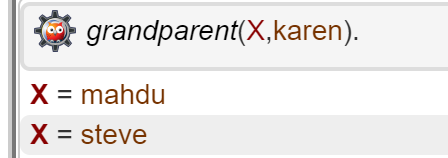 grandparent(X,karen).
X = mahdu
X = steve